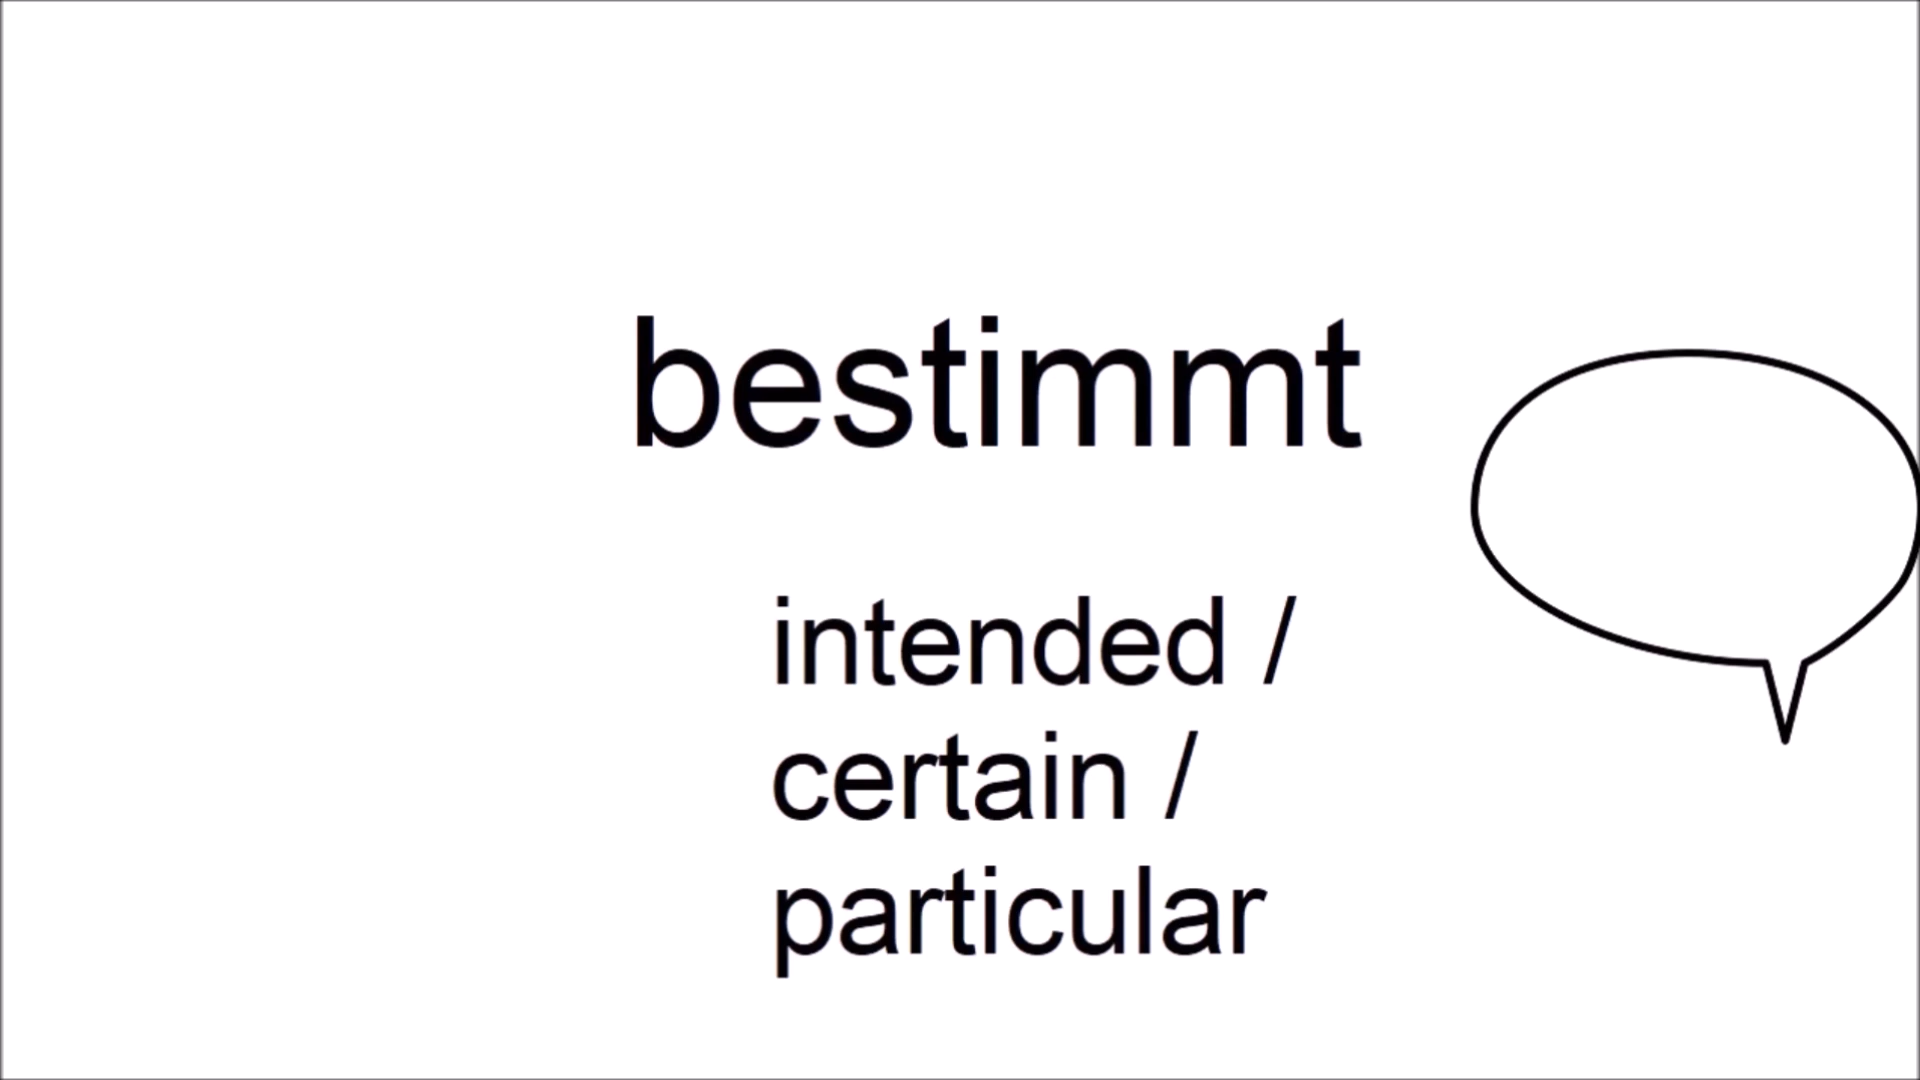 bestimmt
intended /
certain /
particular